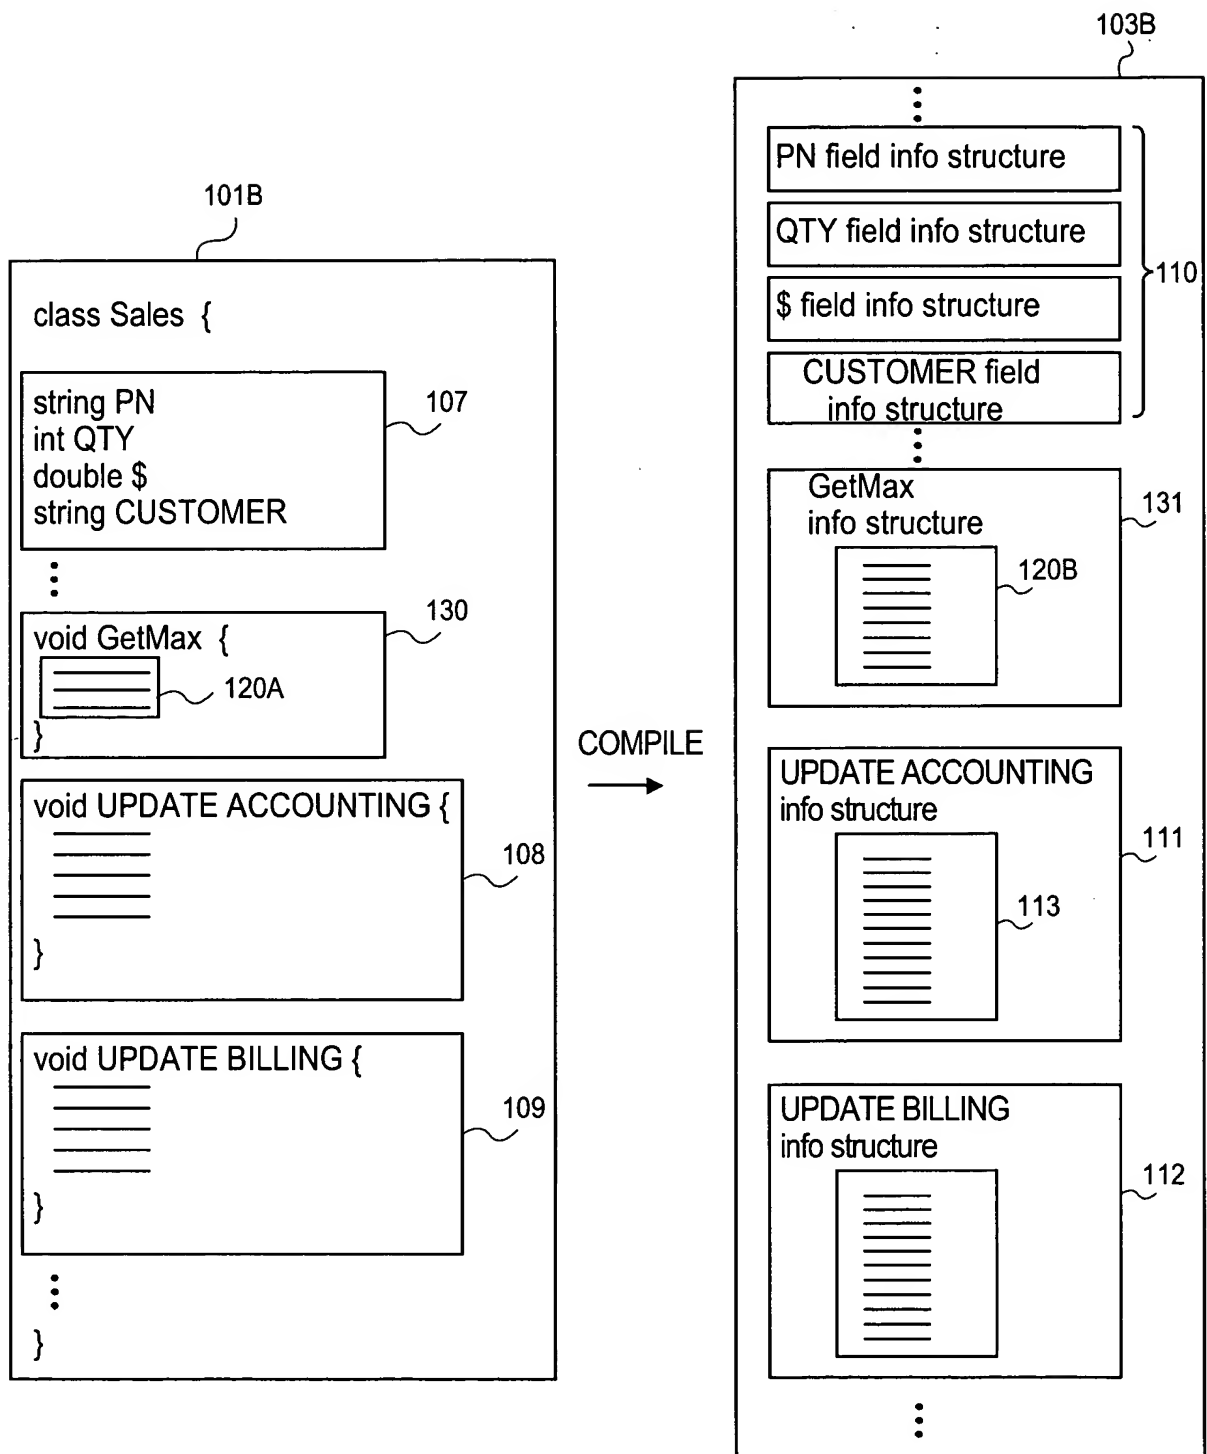 103B
PN field info structure
QTY field info structure
$ field info structure
CUSTOMER field
info structure
110
GetMax
info structure
131
120B
UPDATE ACCOUNTING
info structure
111
113
UPDATE BILLING
info structure
112
101B
class Sales {
string PN
int QTY
double $
string CUSTOMER
107
void GetMax {
130
120A
}
void UPDATE ACCOUNTING {
108
}
void UPDATE BILLING {
109
}
}
COMPILE